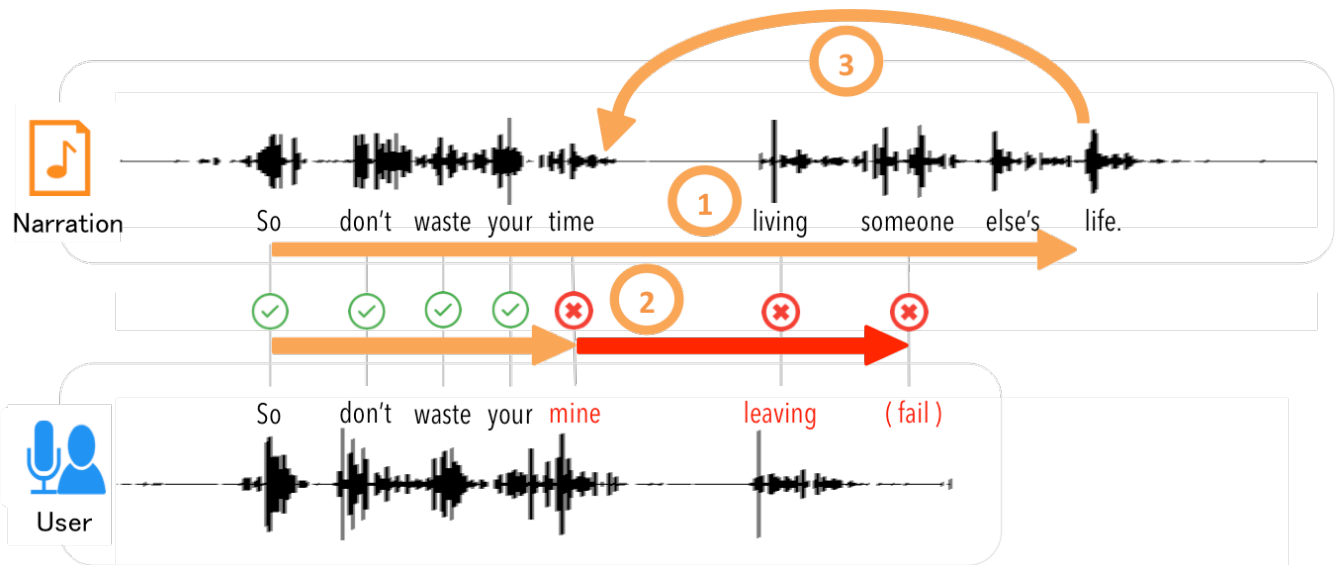 3
So don't waste your time living someone else's life.
Narration
1
2
So don't waste your mine leaving ( fail )
User